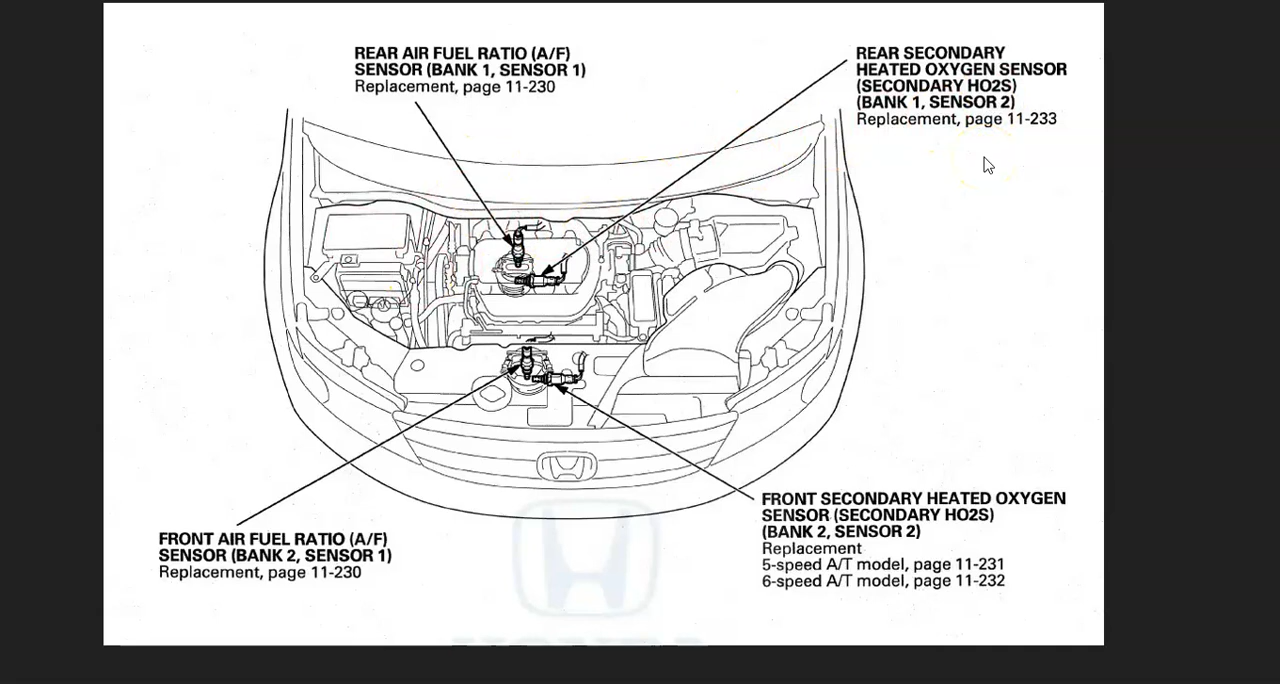 REAR AIR FUEL RATIO (A/F)
SENSOR (BANK 1, SENSOR 1)
Replacement, page 11-230
REAR SECONDARY
HEATED OXYGEN SENSOR
(SECONDARY HO2S)
(BANK 1, SENSOR 2)
Replacement, page 11-233
FRONT AIR FUEL RATIO (A/F)
SENSOR (BANK 2, SENSOR 1)
Replacement, page 11-230
FRONT SECONDARY HEATED OXYGEN
SENSOR (SECONDARY HO2S)
(BANK 2, SENSOR 2)
Replacement
5-speed A/T model, page 11-231
6-speed A/T model, page 11-232